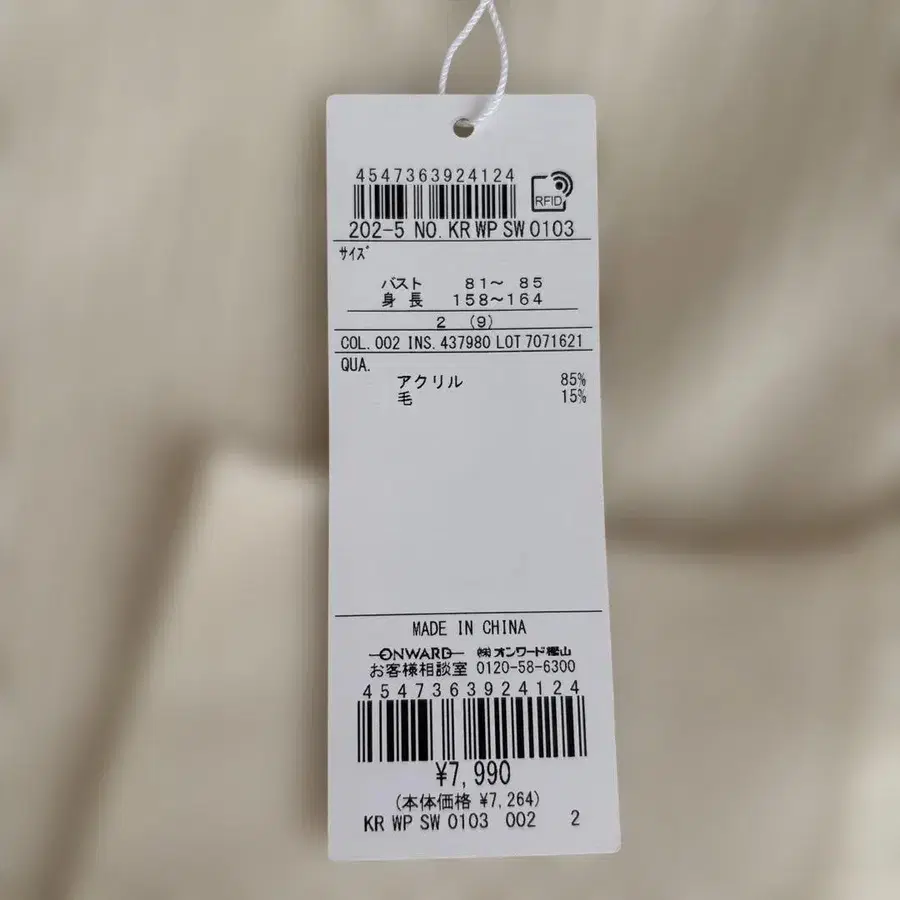 4547363924124
RFID
202-5 NO. KR WP SW 0103
ｻｲｽﾞ
バスト 81～ 85
身長 158～164
2 (9)
COL. 002 INS. 437980 LOT 7071621
QUA.
アクリル 85%
毛 15%
MADE IN CHINA
ONWARD ㈱オンワード樫山
お客様相談室 0120-58-6300
4547363924124
¥7,990
(本体価格 ¥7,264)
KR WP SW 0103 002 2